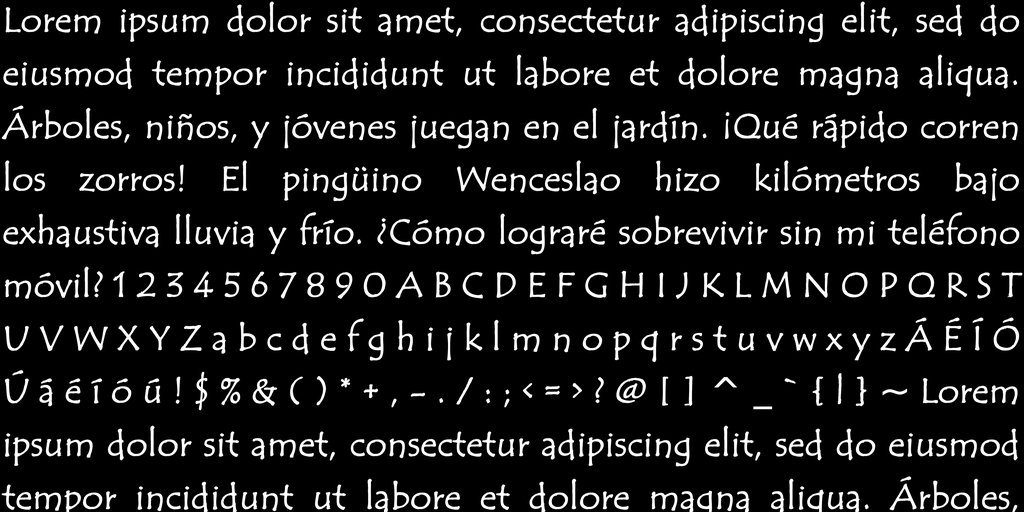 Lorem ipsum dolor sit amet, consectetur adipiscing elit, sed do
eiusmod tempor incididunt ut labore et dolore magna aliqua.
Árboles, niños, y jóvenes juegan en el jardín. ¡Qué rápido corren
los zorros! El pingüino Wenceslao hizo kilómetros bajo
exhaustiva lluvia y frío. ¿Cómo lograré sobrevivir sin mi teléfono
móvil? 1 2 3 4 5 6 7 8 9 0 A B C D E F G H I J K L M N O P Q R S T
U V W X Y Z a b c d e f g h i j k l m n o p q r s t u v w x y z Á É Í Ó
Ú á é í ó ú ! $ % & ( ) * + , - . / : ; < = > ? @ [ ] ^ _ ` { | } ~ Lorem
ipsum dolor sit amet, consectetur adipiscing elit, sed do eiusmod
tempor incididunt ut labore et dolore magna aliqua. Árboles,